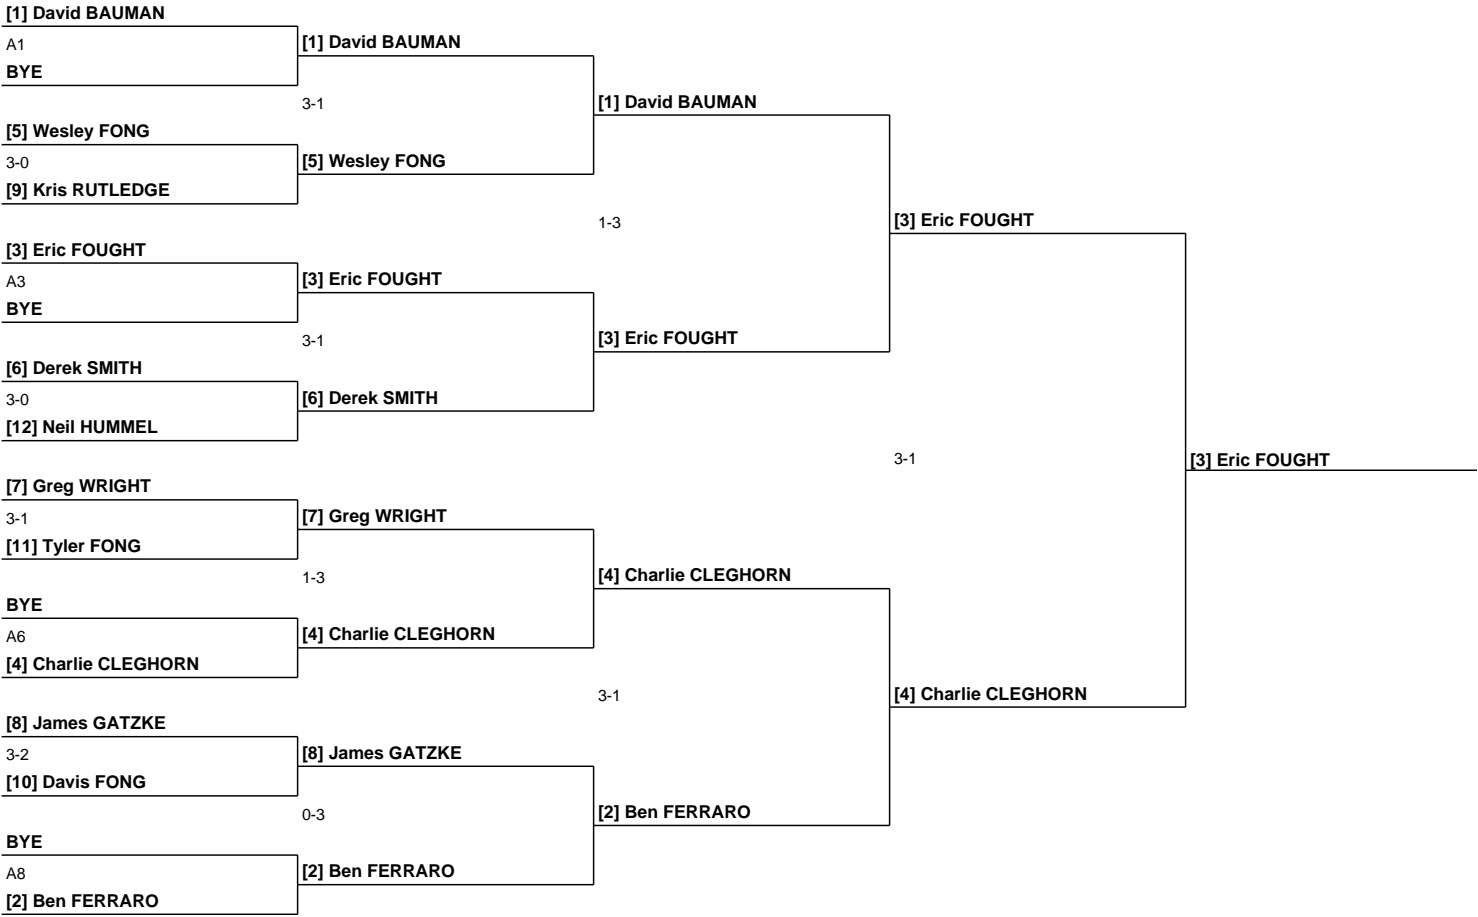 [1] David BAUMAN
A1
BYE
[5] Wesley FONG
3-0
[9] Kris RUTLEDGE
[3] Eric FOUGHT
A3
BYE
[6] Derek SMITH
3-0
[12] Neil HUMMEL
[7] Greg WRIGHT
3-1
[11] Tyler FONG
BYE
A6
[4] Charlie CLEGHORN
[8] James GATZKE
3-2
[10] Davis FONG
BYE
A8
[2] Ben FERRARO
[1] David BAUMAN
3-1
[5] Wesley FONG
[3] Eric FOUGHT
3-1
[6] Derek SMITH
[7] Greg WRIGHT
1-3
[4] Charlie CLEGHORN
[8] James GATZKE
0-3
[2] Ben FERRARO
[1] David BAUMAN
1-3
[3] Eric FOUGHT
[4] Charlie CLEGHORN
3-1
[2] Ben FERRARO
[3] Eric FOUGHT
3-1
[4] Charlie CLEGHORN
[3] Eric FOUGHT